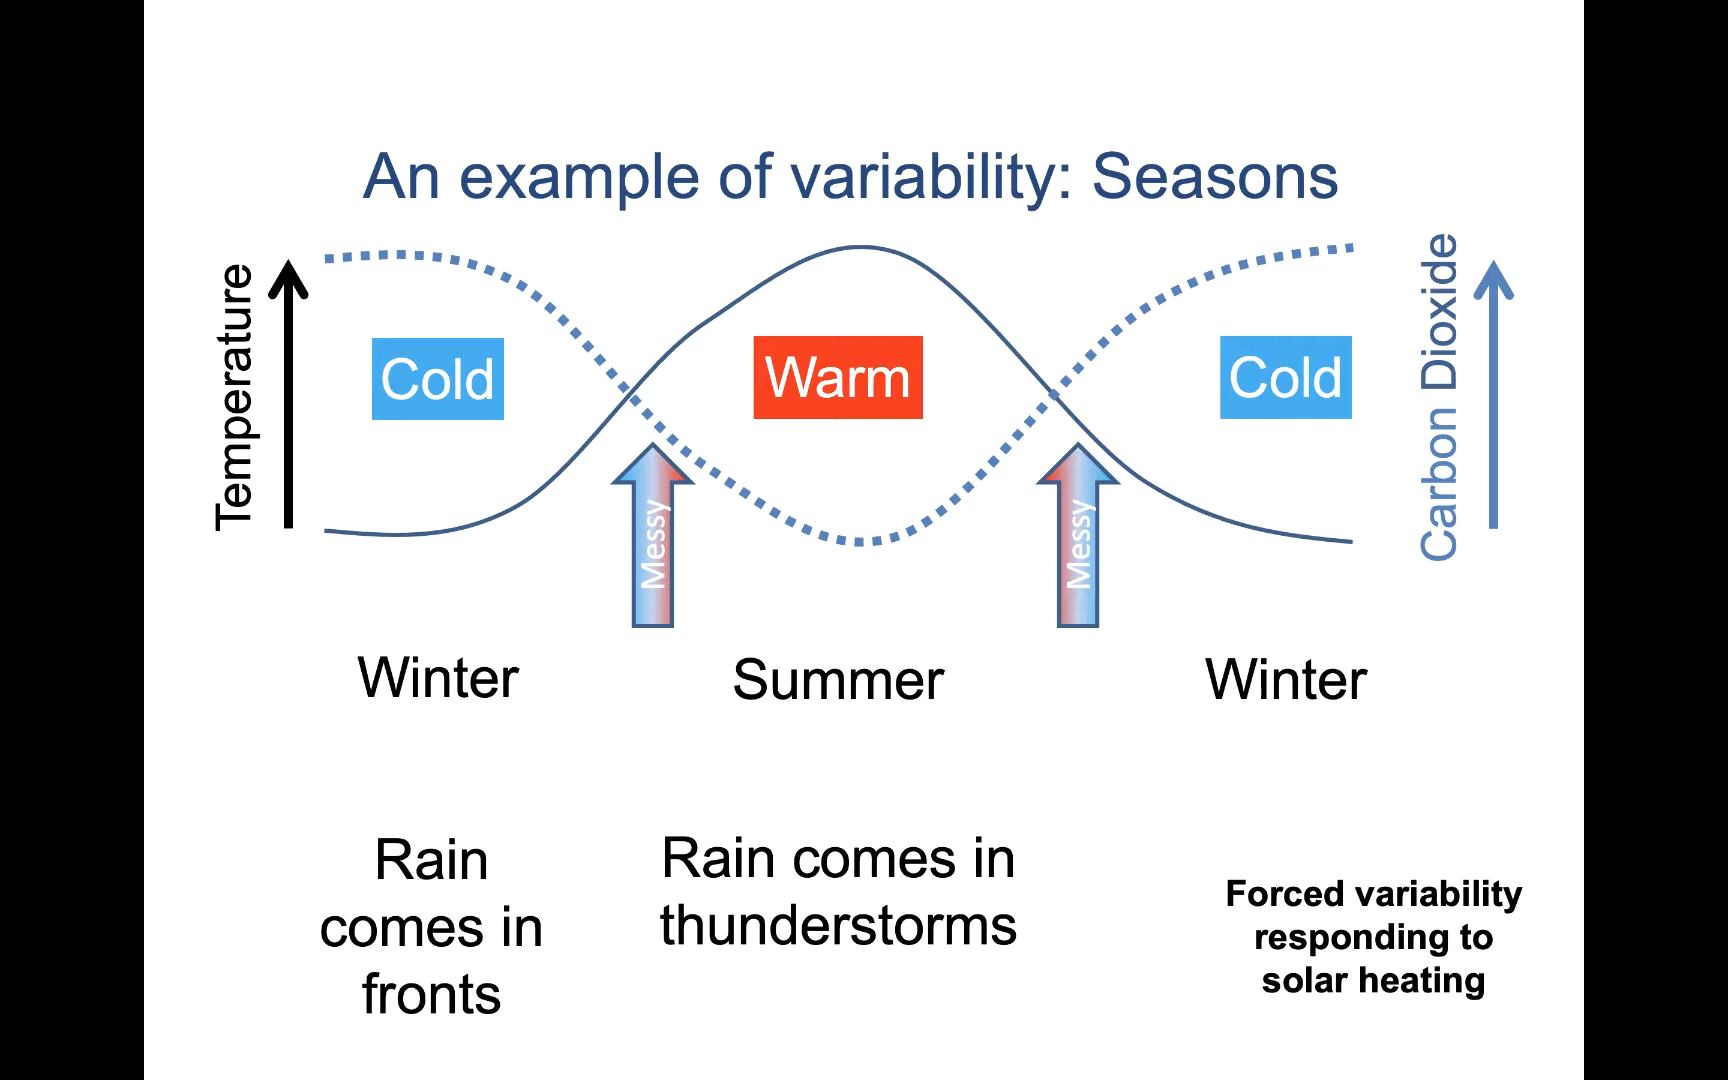 An example of variability: Seasons
Temperature
Cold
Warm
Cold
Carbon Dioxide
Messy
Messy
Winter
Summer
Winter
Rain
comes in
fronts
Rain comes in
thunderstorms
Forced variability
responding to
solar heating